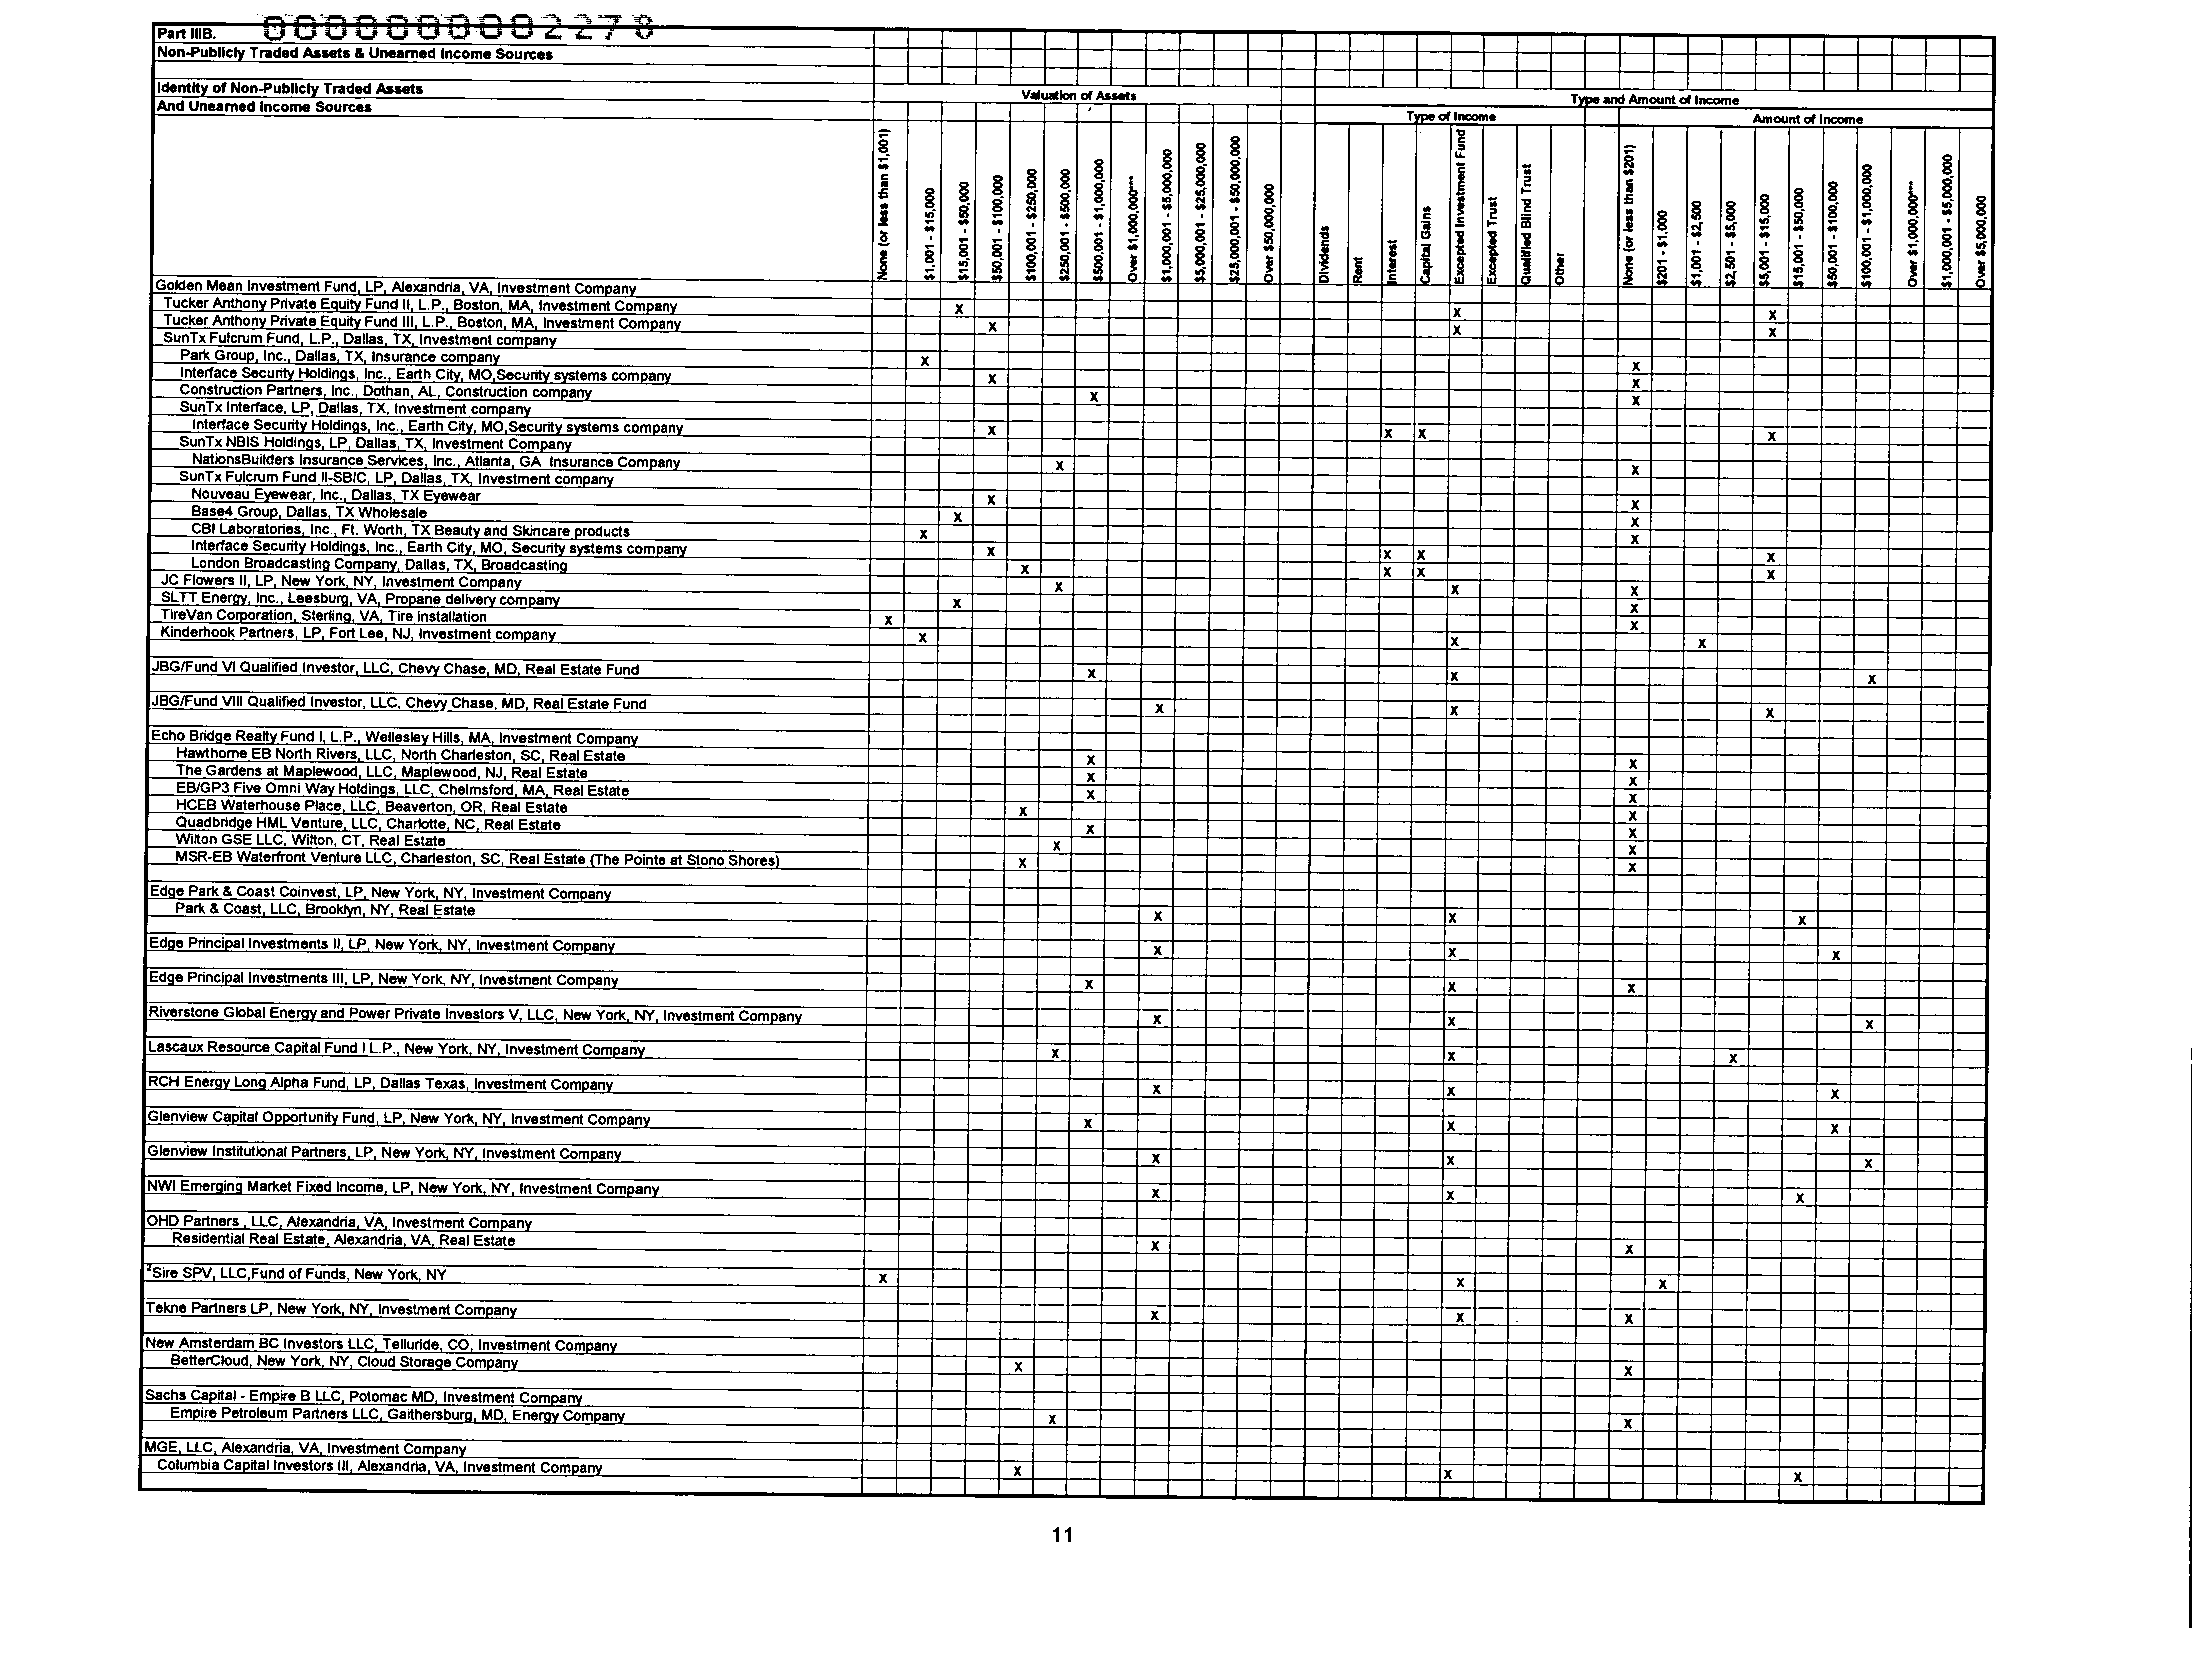 Part IIIB.
0000000002278
Non-Publicly Traded Assets & Unearned Income Sources
Identity of Non-Publicly Traded Assets
And Unearned Income Sources
Valuation of Assets
Type and Amount of Income
Type of Income
Amount of Income
None (or less than $1,001)
$1,001 - $15,000
$15,001 - $50,000
$50,001 - $100,000
$100,001 - $250,000
$250,001 - $500,000
$500,001 - $1,000,000
Over $1,000,000***
$1,000,001 - $5,000,000
$5,000,001 - $25,000,000
$25,000,001 - $50,000,000
Over $50,000,000
Dividends
Rent
Interest
Capital Gains
Excepted Investment Fund
Excepted Trust
Qualified Blind Trust
Other
None (or less than $201)
$201 - $1,000
$1,001 - $2,500
$2,501 - $5,000
$5,001 - $15,000
$15,001 - $50,000
$50,001 - $100,000
$100,001 - $1,000,000
Over $1,000,000***
$1,000,001 - $5,000,000
Over $5,000,000
Golden Mean Investment Fund, LP, Alexandria, VA, Investment Company
Tucker Anthony Private Equity Fund II, L.P., Boston, MA, Investment Company X X X
Tucker Anthony Private Equity Fund III, L.P., Boston, MA, Investment Company X X X
SunTx Fulcrum Fund, L.P., Dallas, TX, Investment company
Park Group, Inc., Dallas, TX, Insurance company X X
Interface Security Holdings, Inc., Earth City, MO,Security systems company X X
Construction Partners, Inc., Dothan, AL, Construction company X X
SunTx Interface, LP, Dallas, TX, Investment company
Interface Security Holdings, Inc., Earth City, MO,Security systems company X X X X
SunTx NBIS Holdings, LP, Dallas, TX, Investment Company
NationsBuilders Insurance Services, Inc., Atlanta, GA Insurance Company X X
SunTx Fulcrum Fund II-SBIC, LP, Dallas, TX, Investment company
Nouveau Eyewear, Inc., Dallas, TX Eyewear X X
Base4 Group, Dallas, TX Wholesale X X
CBI Laboratories, Inc., Ft. Worth, TX Beauty and Skincare products X X
Interface Security Holdings, Inc., Earth City, MO, Security systems company X X X X
London Broadcasting Company, Dallas, TX, Broadcasting X X X X
JC Flowers II, LP, New York, NY, Investment Company X X X
SLTT Energy, Inc., Leesburg, VA, Propane delivery company X X
TireVan Corporation, Sterling, VA, Tire installation X X
Kinderhook Partners, LP, Fort Lee, NJ, Investment company X X X
JBG/Fund VI Qualified Investor, LLC, Chevy Chase, MD, Real Estate Fund X X X
JBG/Fund VIII Qualified Investor, LLC, Chevy Chase, MD, Real Estate Fund X X X
Echo Bridge Realty Fund I, L.P., Wellesley Hills, MA, Investment Company
Hawthorne EB North Rivers, LLC, North Charleston, SC, Real Estate X X
The Gardens at Maplewood, LLC, Maplewood, NJ, Real Estate X X
EB/GP3 Five Omni Way Holdings, LLC, Chelmsford, MA, Real Estate X X
HCEB Waterhouse Place, LLC, Beaverton, OR, Real Estate X X
Quadbridge HML Venture, LLC, Charlotte, NC, Real Estate X X
Wilton GSE LLC, Wilton, CT, Real Estate X X
MSR-EB Waterfront Venture LLC, Charleston, SC, Real Estate (The Pointe at Stono Shores) X X
Edge Park & Coast Coinvest, LP, New York, NY, Investment Company
Park & Coast, LLC, Brooklyn, NY, Real Estate X X X
Edge Principal Investments II, LP, New York, NY, Investment Company X X X
Edge Principal Investments III, LP, New York, NY, Investment Company X X X
Riverstone Global Energy and Power Private Investors V, LLC, New York, NY, Investment Company X X X
Lascaux Resource Capital Fund I L.P., New York, NY, Investment Company X X X
RCH Energy Long Alpha Fund, LP, Dallas Texas, Investment Company X X X
Glenview Capital Opportunity Fund, LP, New York, NY, Investment Company X X X
Glenview Institutional Partners, LP, New York, NY, Investment Company X X X
NWI Emerging Market Fixed Income, LP, New York, NY, Investment Company X X X
OHD Partners , LLC, Alexandria, VA, Investment Company
Residential Real Estate, Alexandria, VA, Real Estate X X
²Sire SPV, LLC,Fund of Funds, New York, NY X X X
Tekne Partners LP, New York, NY, Investment Company X X X
New Amsterdam BC Investors LLC, Telluride, CO, Investment Company
BetterCloud, New York, NY, Cloud Storage Company X X
Sachs Capital - Empire B LLC, Potomac MD, Investment Company
Empire Petroleum Partners LLC, Gaithersburg, MD, Energy Company X X
MGE, LLC, Alexandria, VA, Investment Company
Columbia Capital Investors III, Alexandria, VA, Investment Company X X X
11